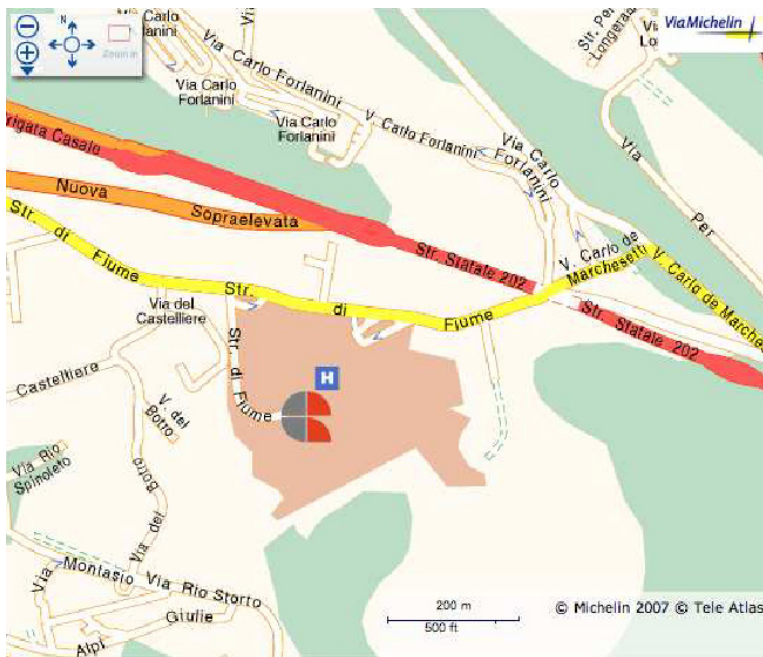 N
Zoom in
Via Carlo
Forlanini
Via Carlo Forlanini
Str. Per
Longera
Via
Lo
ViaMichelin
Via Carlo
Forlanini
Via Carlo
Forlanini
V. Carlo Forlanini
Via Carlo
Forlanini
Via Per
rigata Casale
Nuova Sopraelevata
Str. Statale 202
V. Carlo de
Marchesetti
V. Carlo de Marchese
Str. di Fiume
Str. di Fiume
Via del
Castelliere
Str. di Fiume
H
Str. Statale 202
Castelliere
V. del
Botro
Via Rio
Spinoleto
Via del Botro
Via Montasio
Via Rio Storto
Giulie
Alpi
200 m
500 ft
© Michelin 2007 © Tele Atlas